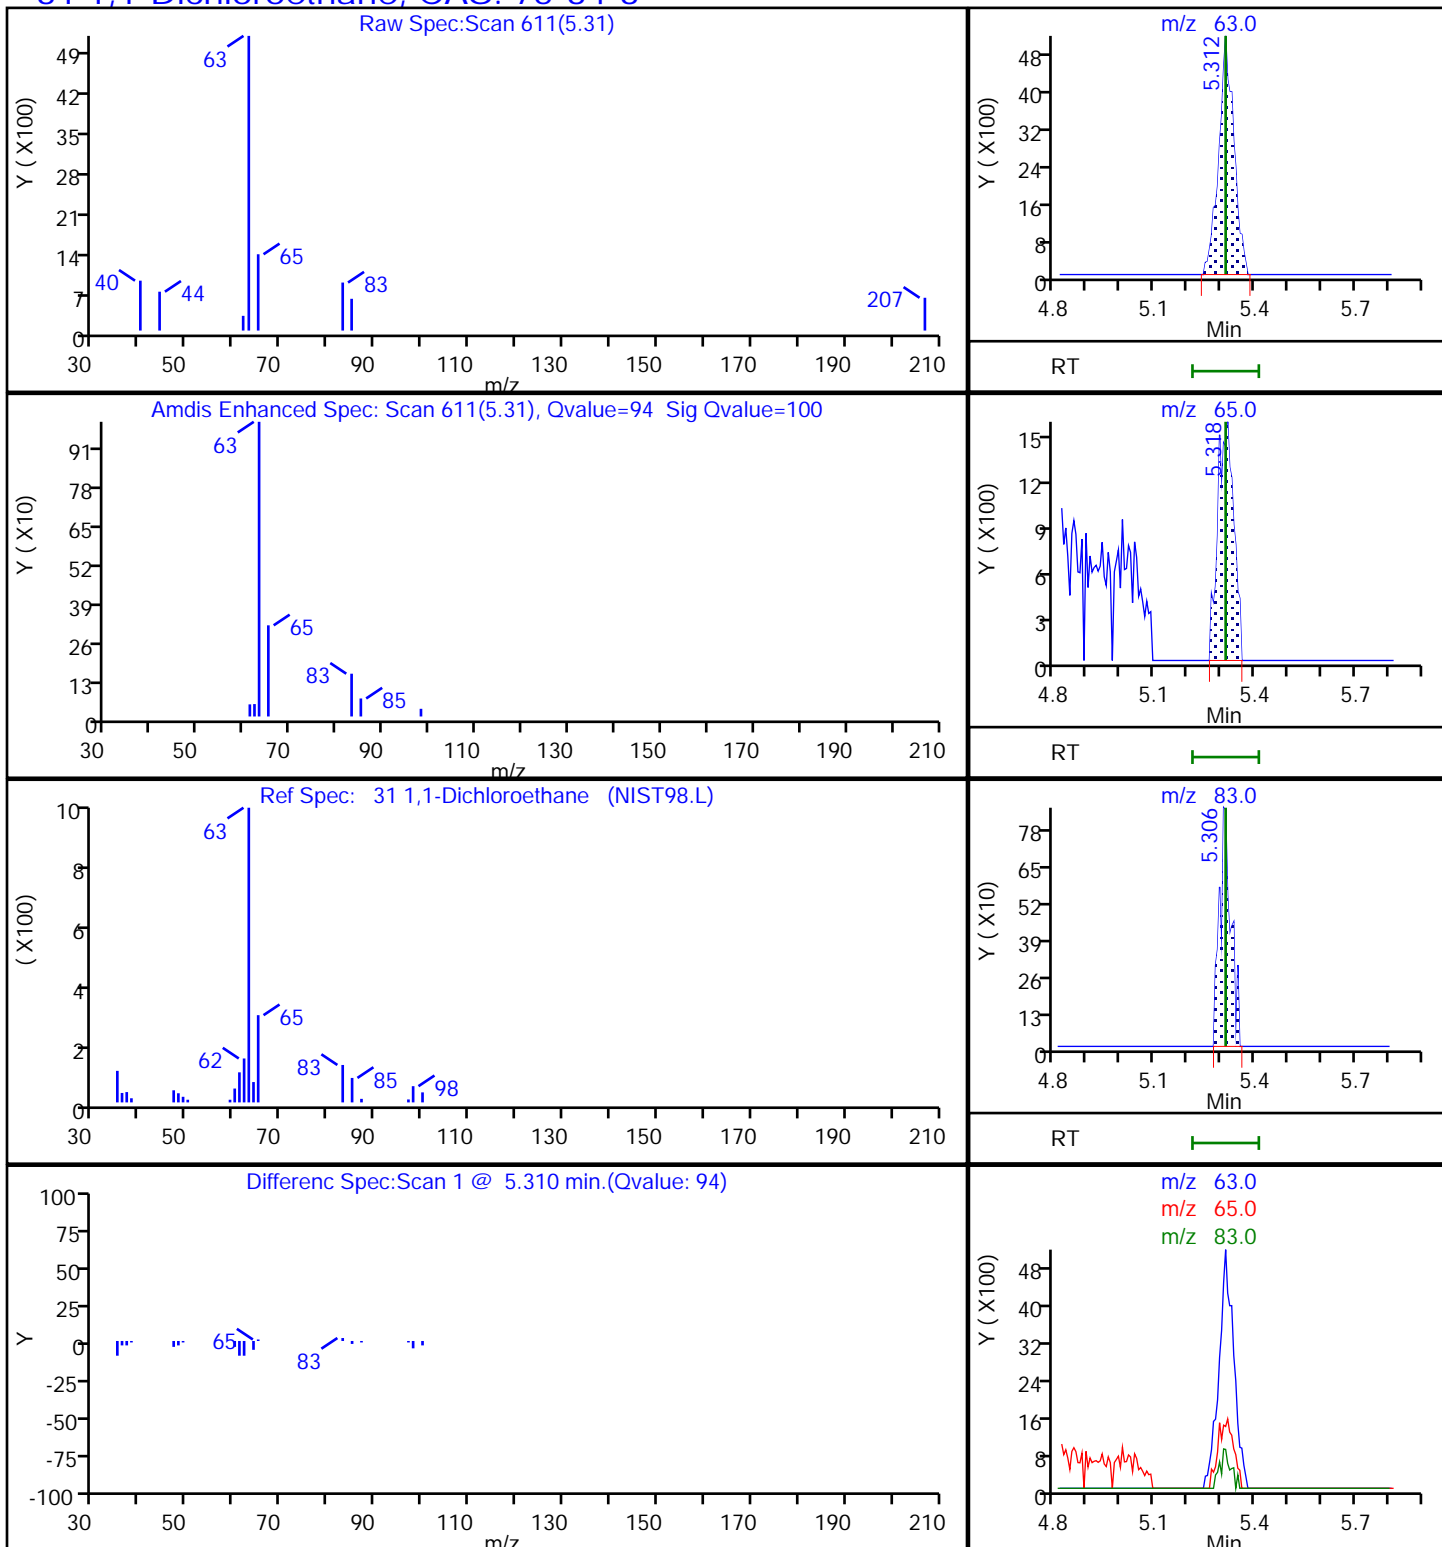 Raw Spec:Scan 611(5.31)
Y ( X100)
49
42
35
28
21
14
7
0
63
65
40
44
83
207
30 50 70 90 110 130 150 170 190 210
m/z
m/z 63.0
Y ( X100)
48
40
32
24
16
8
0
5.312
4.8 5.1 5.4 5.7
Min
RT
Amdis Enhanced Spec: Scan 611(5.31), Qvalue=94 Sig Qvalue=100
Y ( X10)
91
78
65
52
39
26
13
0
63
65
83
85
30 50 70 90 110 130 150 170 190 210
m/z
m/z 65.0
Y ( X100)
15
12
9
6
3
0
5.318
4.8 5.1 5.4 5.7
Min
RT
Ref Spec: 31 1,1-Dichloroethane (NIST98.L)
( X100)
10
8
6
4
2
0
63
65
62
83
85
98
30 50 70 90 110 130 150 170 190 210
m/z 83.0
Y ( X10)
78
65
52
39
26
13
0
5.306
4.8 5.1 5.4 5.7
Min
RT
Differenc Spec:Scan 1 @ 5.310 min.(Qvalue: 94)
Y
100
75
50
25
0
-25
-50
-75
-100
65
83
30 50 70 90 110 130 150 170 190 210
m/z
m/z 63.0
m/z 65.0
m/z 83.0
Y ( X100)
48
40
32
24
16
8
0
4.8 5.1 5.4 5.7
Min